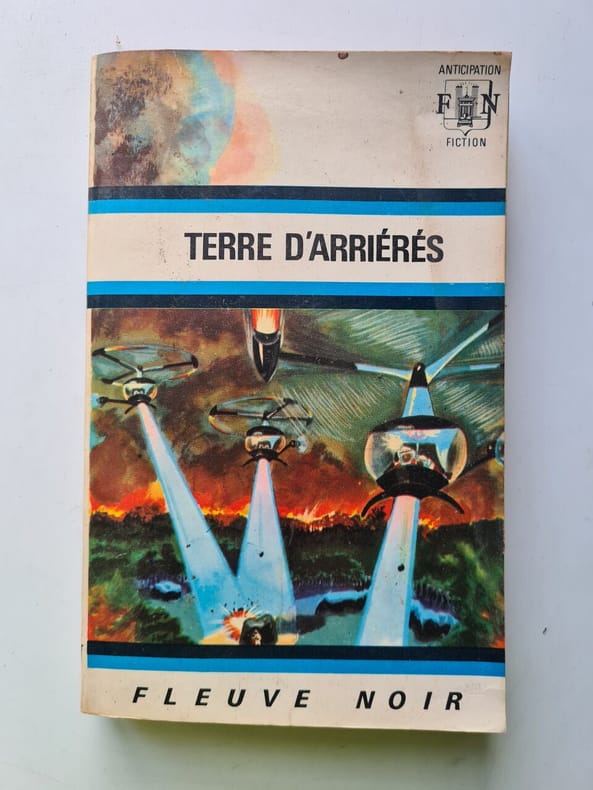 ANTICIPATION
F N
FICTION
TERRE D'ARRIÉRÉS
FLEUVE NOIR